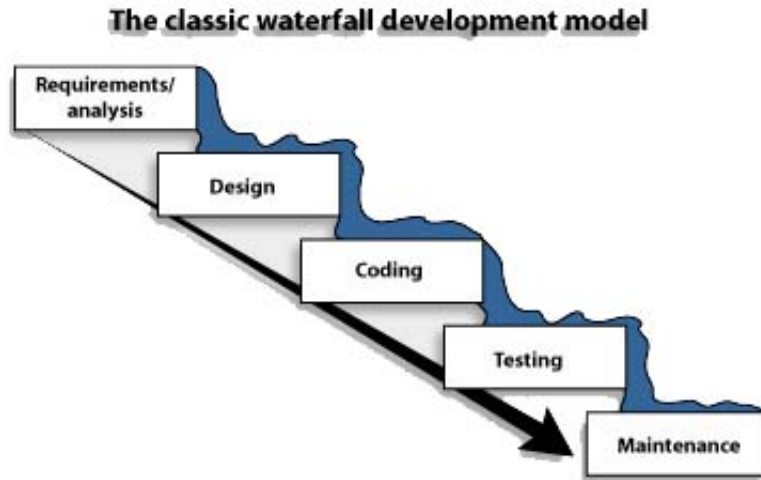 The classic waterfall development model
Requirements/
analysis
Design
Coding
Testing
Maintenance